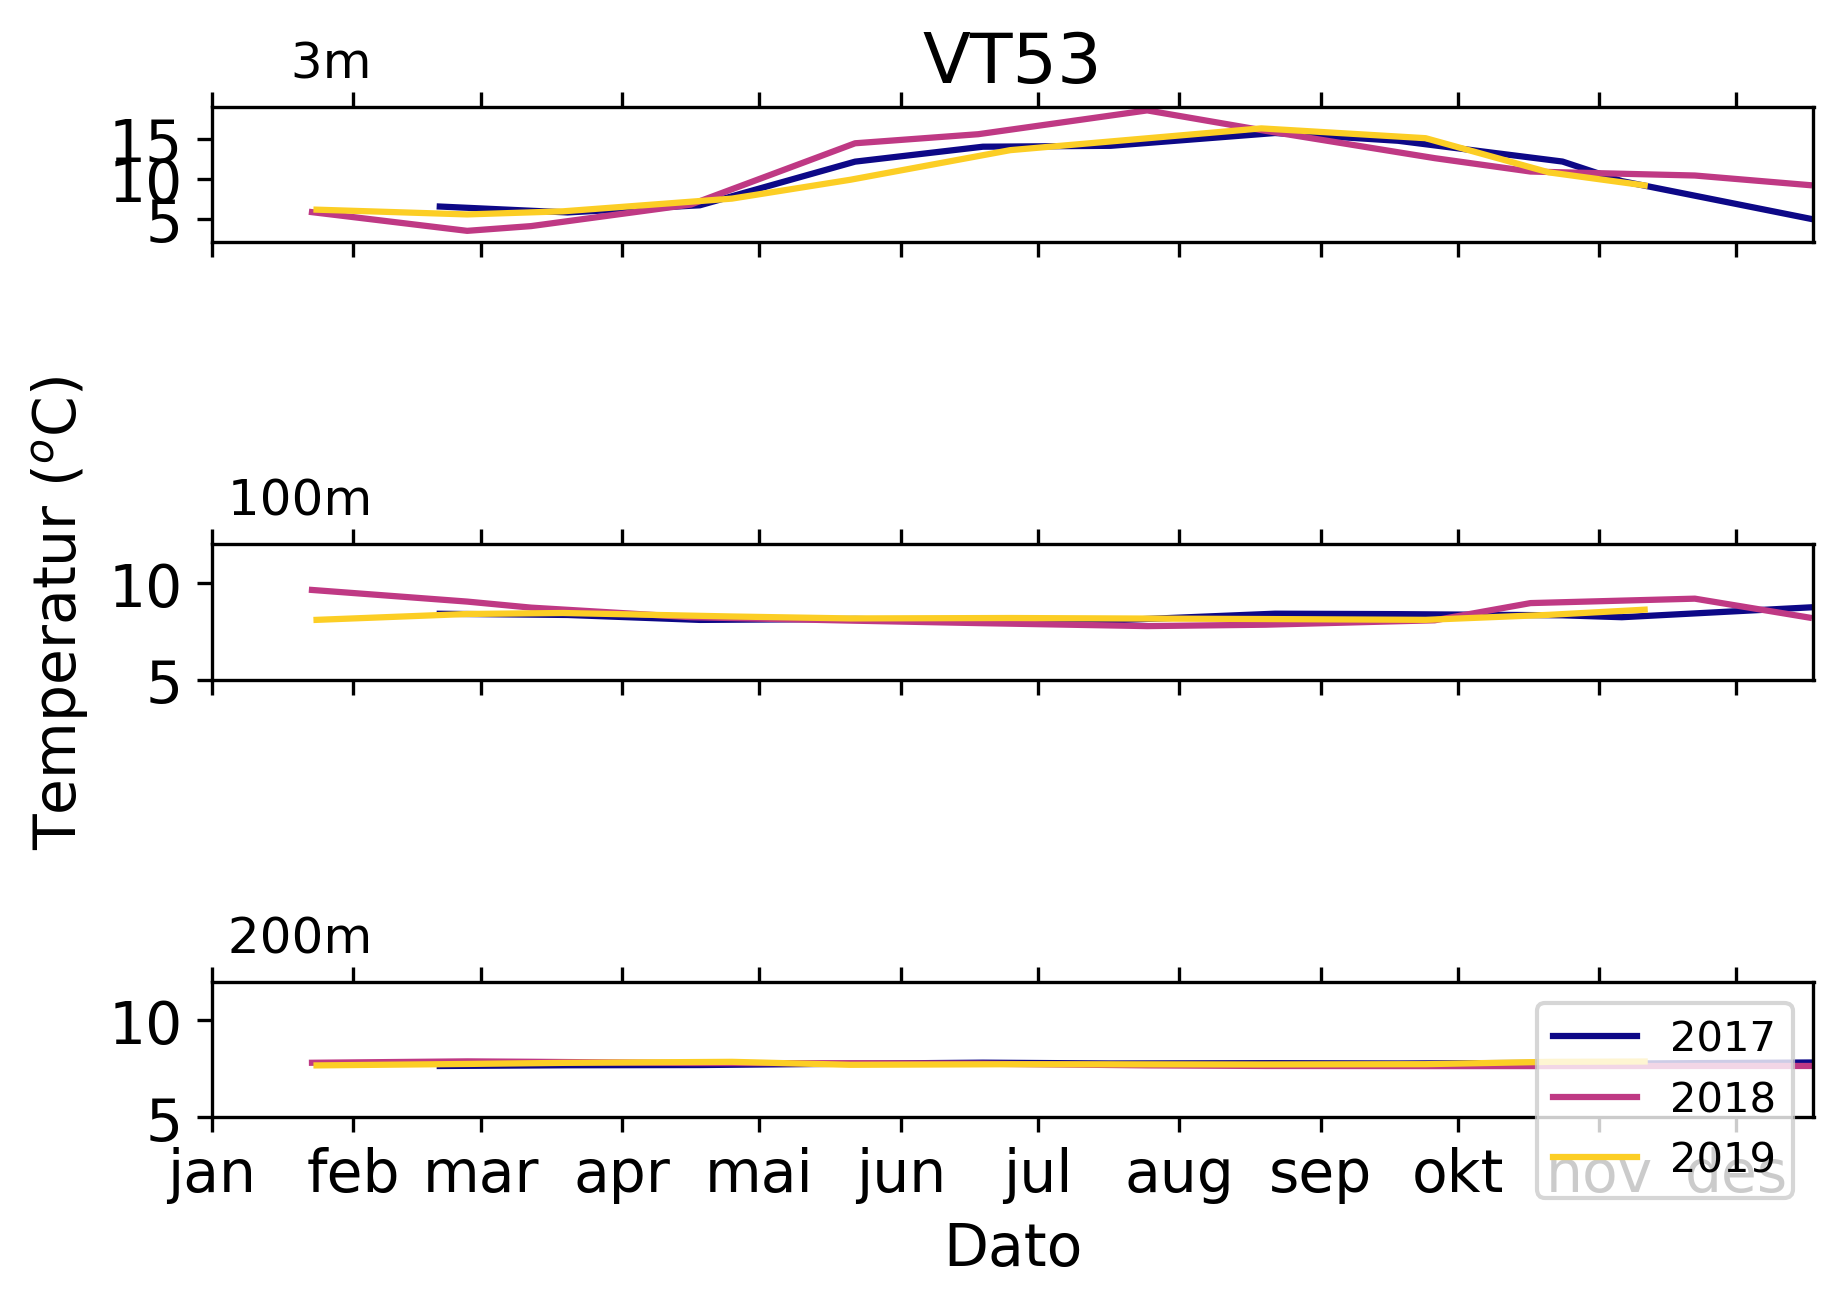 3m
VT53
15
10
5
Temperatur (°C)
100m
10
5
200m
10
5
2017
2018
2019
jan feb mar apr mai jun jul aug sep okt nov des
Dato